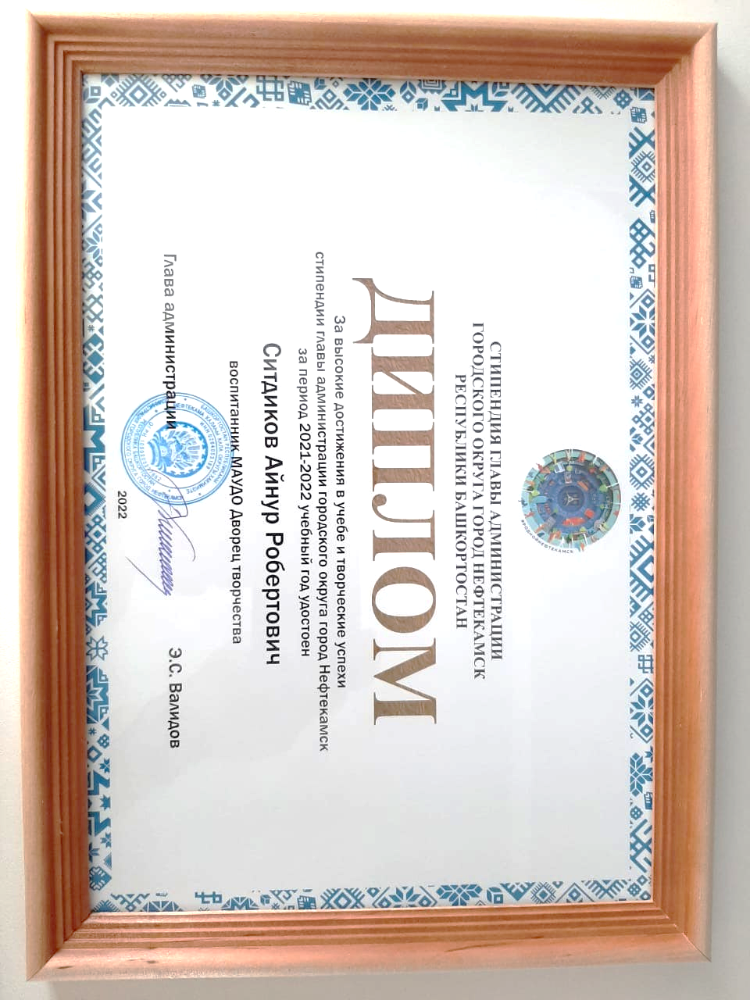 #РОДНОЙНЕФТЕКАМСК
СТИПЕНДИЯ ГЛАВЫ АДМИНИСТРАЦИИ
ГОРОДСКОГО ОКРУГА ГОРОД НЕФТЕКАМСК
РЕСПУБЛИКИ БАШКОРТОСТАН
ДИПЛОМ
За высокие достижения в учебе и творческие успехи
стипендии главы администрации городского округа город Нефтекамск
за период 2021-2022 учебный год удостоен
Ситдиков Айнур Робертович
воспитанник МАУДО Дворец творчества
Глава администрации Э.С. Валидов
2022